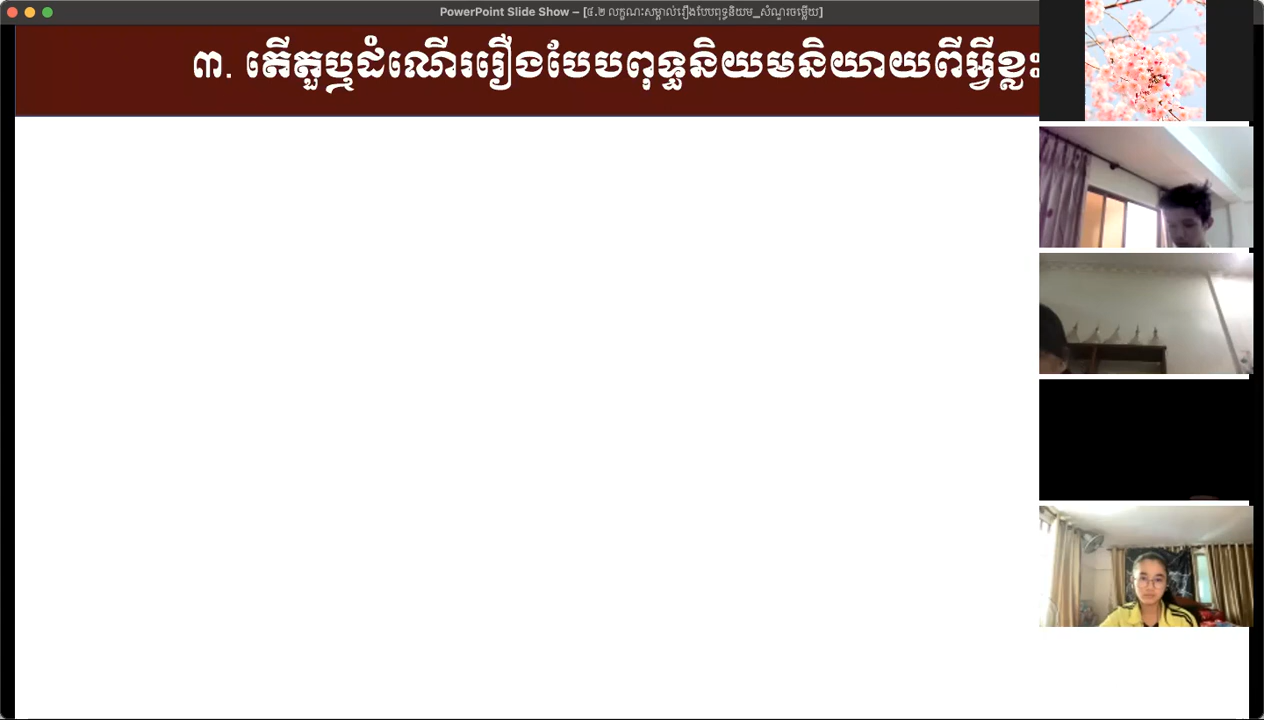 PowerPoint Slide Show – [៤.២ លក្ខណៈសម្គាល់រឿងបែបពុទ្ធនិយម_សំណួរចម្លើយ]
៣. តើតួឬដំណើររឿងបែបពុទ្ធនិយមនិយាយពីអ្វីខ្លះ